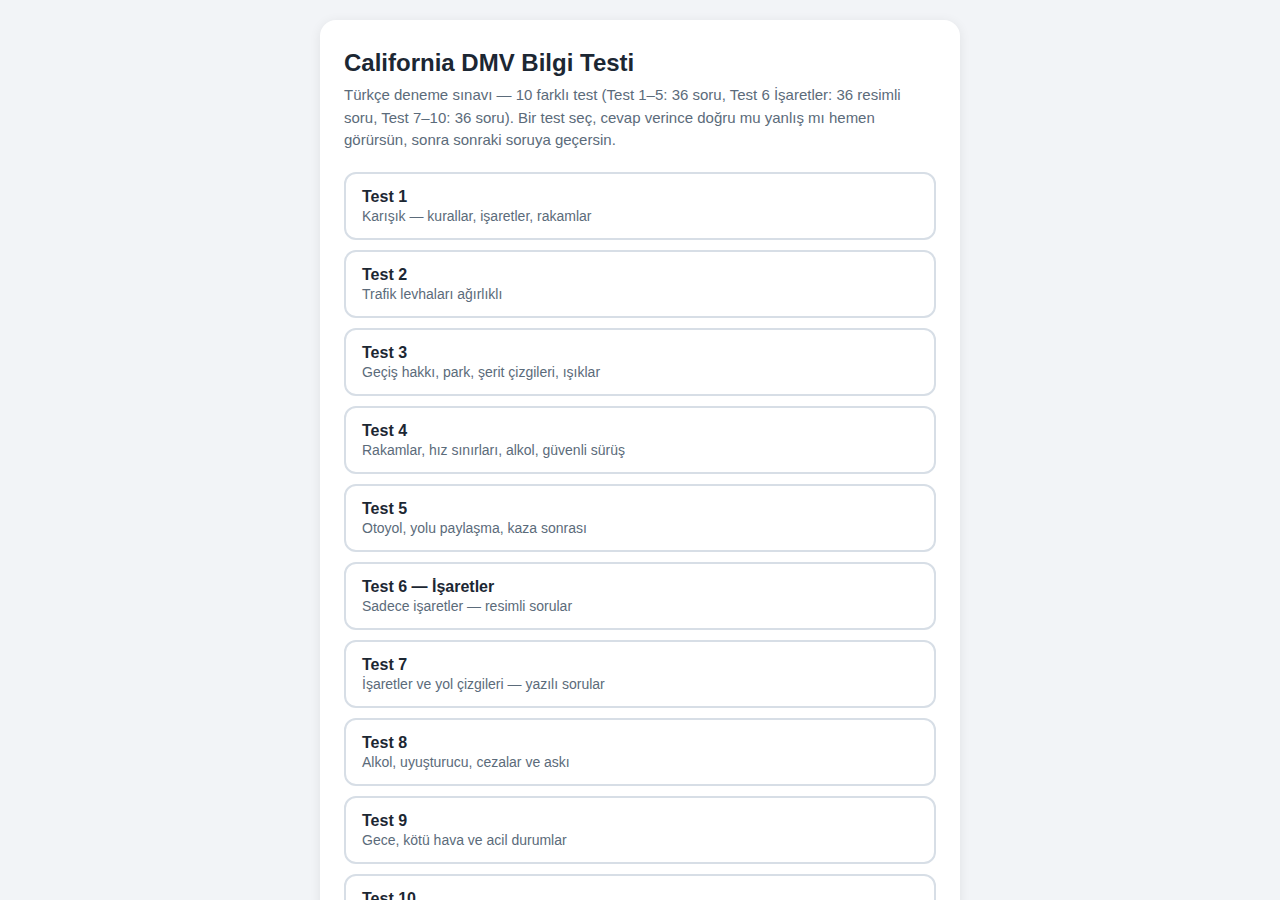 California DMV Bilgi Testi
Türkçe deneme sınavı — 10 farklı test (Test 1–5: 36 soru, Test 6 İşaretler: 36 resimli
soru, Test 7–10: 36 soru). Bir test seç, cevap verince doğru mu yanlış mı hemen
görürsün, sonra sonraki soruya geçersin.
Test 1
Karışık — kurallar, işaretler, rakamlar
Test 2
Trafik levhaları ağırlıklı
Test 3
Geçiş hakkı, park, şerit çizgileri, ışıklar
Test 4
Rakamlar, hız sınırları, alkol, güvenli sürüş
Test 5
Otoyol, yolu paylaşma, kaza sonrası
Test 6 — İşaretler
Sadece işaretler — resimli sorular
Test 7
İşaretler ve yol çizgileri — yazılı sorular
Test 8
Alkol, uyuşturucu, cezalar ve askı
Test 9
Gece, kötü hava ve acil durumlar
Test 10